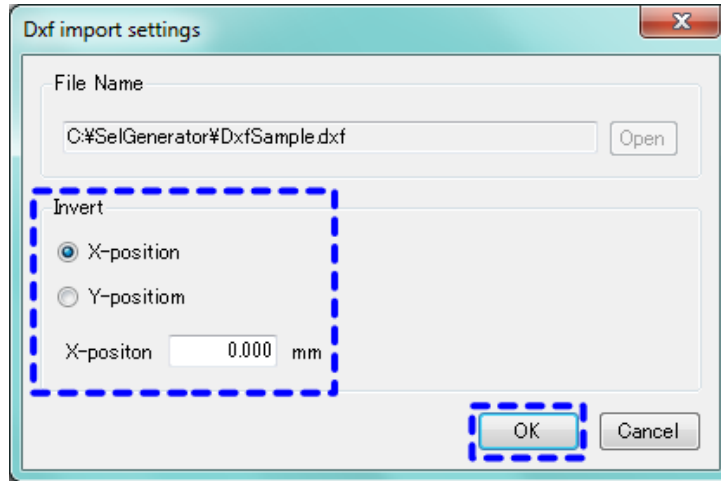 Dxf import settings
File Name
C:¥SelGenerator¥DxfSample.dxf
Open
Invert
X-position
Y-positiom
X-positon 0.000 mm
OK Cancel